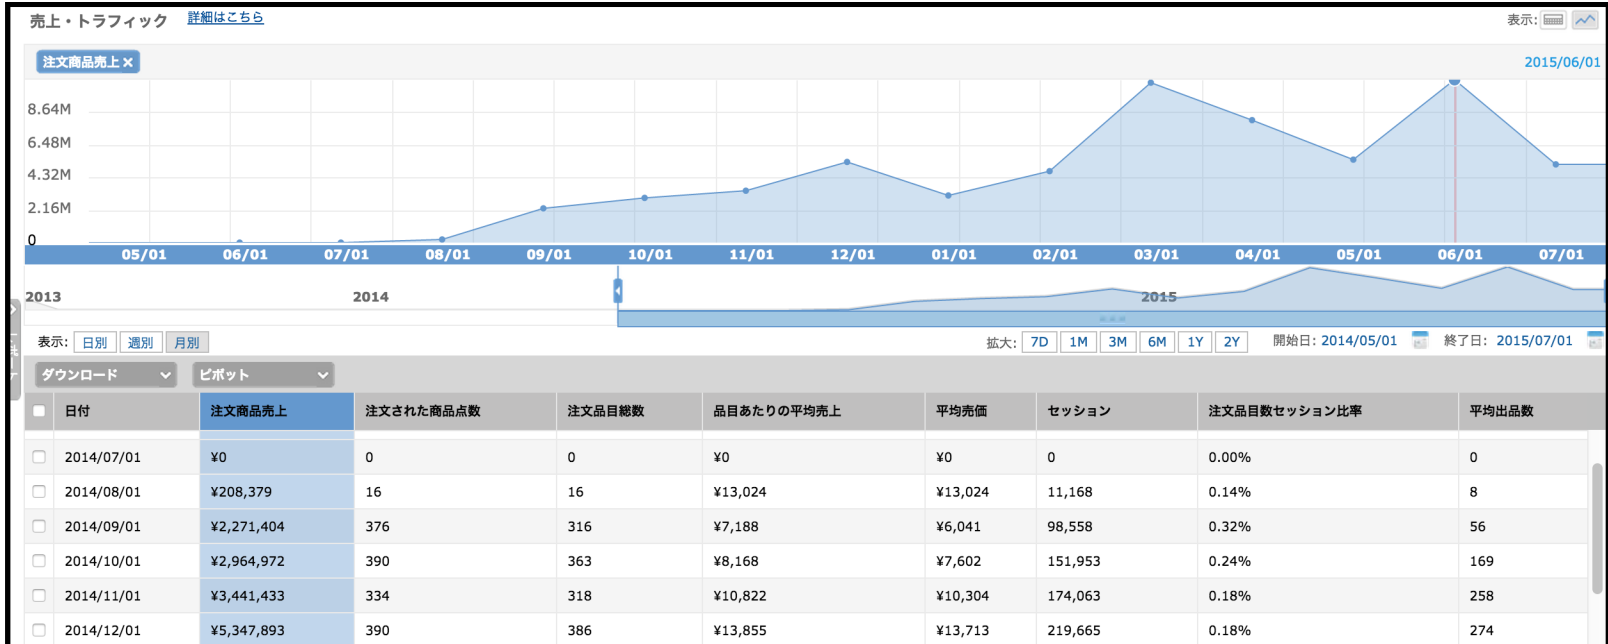 売上・トラフィック 詳細はこちら 表示:
注文商品売上 × 2015/06/01
8.64M
6.48M
4.32M
2.16M
0
05/01 06/01 07/01 08/01 09/01 10/01 11/01 12/01 01/01 02/01 03/01 04/01 05/01 06/01 07/01
2013 2014 2015
表示: 日別 週別 月別 拡大: 7D 1M 3M 6M 1Y 2Y 開始日: 2014/05/01 終了日: 2015/07/01
ダウンロード ピボット
日付 注文商品売上 注文された商品点数 注文品目総数 品目あたりの平均売上 平均売価 セッション 注文品目数セッション比率 平均出品数
2014/07/01 ¥0 0 0 ¥0 ¥0 0 0.00% 0
2014/08/01 ¥208,379 16 16 ¥13,024 ¥13,024 11,168 0.14% 8
2014/09/01 ¥2,271,404 376 316 ¥7,188 ¥6,041 98,558 0.32% 56
2014/10/01 ¥2,964,972 390 363 ¥8,168 ¥7,602 151,953 0.24% 169
2014/11/01 ¥3,441,433 334 318 ¥10,822 ¥10,304 174,063 0.18% 258
2014/12/01 ¥5,347,893 390 386 ¥13,855 ¥13,713 219,665 0.18% 274